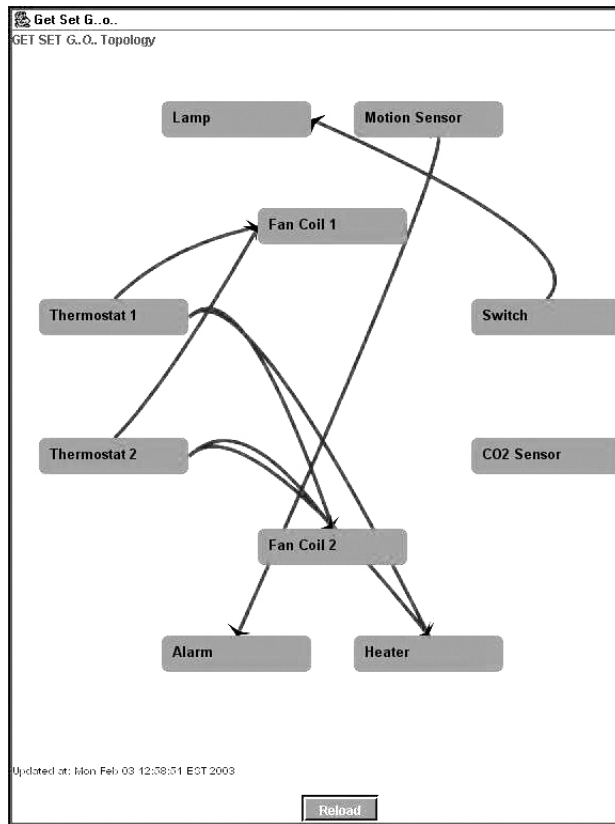 Get Set G..o..
GET SET G..O.. Topology
Lamp
Motion Sensor
Fan Coil 1
Thermostat 1
Switch
Thermostat 2
CO2 Sensor
Fan Coil 2
Alarm
Heater
Updated at: Mon Feb 03 12:58:51 EST 2003
Reload